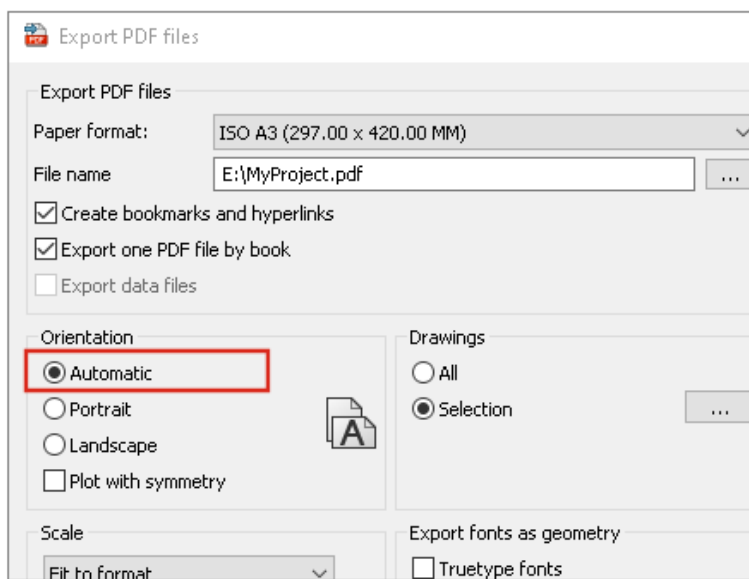 Export PDF files
Export PDF files
Paper format: ISO A3 (297.00 x 420.00 MM)
File name E:\MyProject.pdf ...
Create bookmarks and hyperlinks
Export one PDF file by book
Export data files
Orientation
Automatic
Portrait
Landscape
Plot with symmetry
A
Drawings
All
Selection ...
Scale
Fit to format
Export fonts as geometry
Truetype fonts